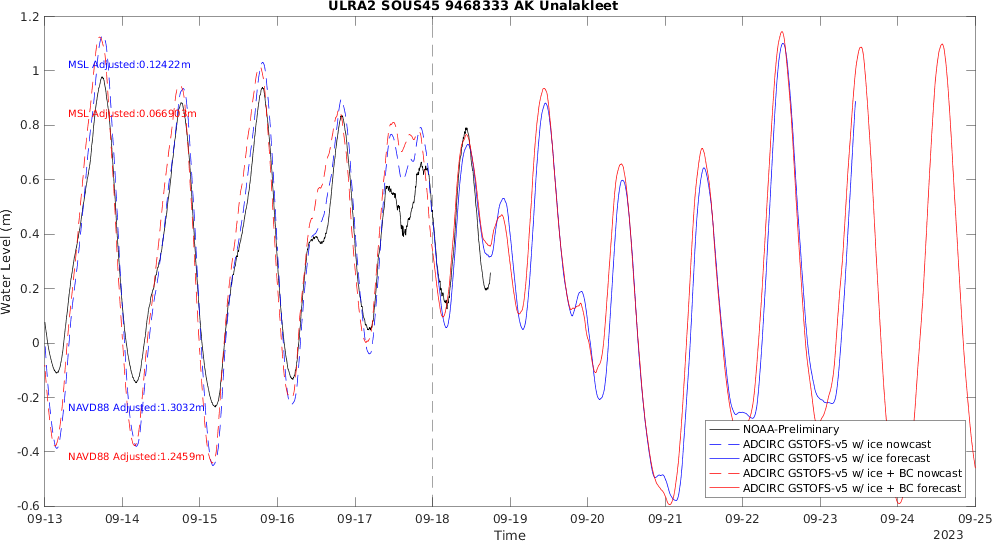 ULRA2 SOUS45 9468333 AK Unalakleet
1.2
1
0.8
0.6
0.4
0.2
0
-0.2
-0.4
-0.6
Water Level (m)
MSL Adjusted:0.12422m
MSL Adjusted:0.066903m
NAVD88 Adjusted:1.3032m
NAVD88 Adjusted:1.2459m
NOAA-Preliminary
ADCIRC GSTOFS-v5 w/ ice nowcast
ADCIRC GSTOFS-v5 w/ ice forecast
ADCIRC GSTOFS-v5 w/ ice + BC nowcast
ADCIRC GSTOFS-v5 w/ ice + BC forecast
09-13 09-14 09-15 09-16 09-17 09-18 09-19 09-20 09-21 09-22 09-23 09-24 09-25
Time
2023